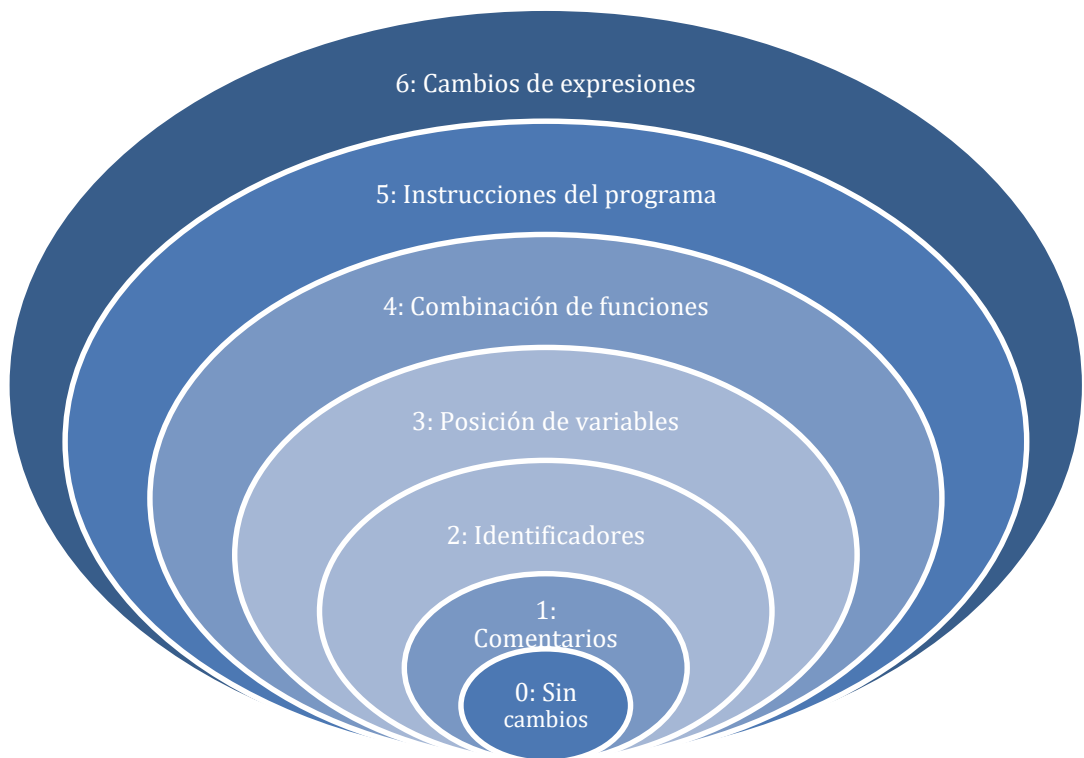 6: Cambios de expresiones
5: Instrucciones del programa
4: Combinación de funciones
3: Posición de variables
2: Identificadores
1:
Comentarios
0: Sin
cambios